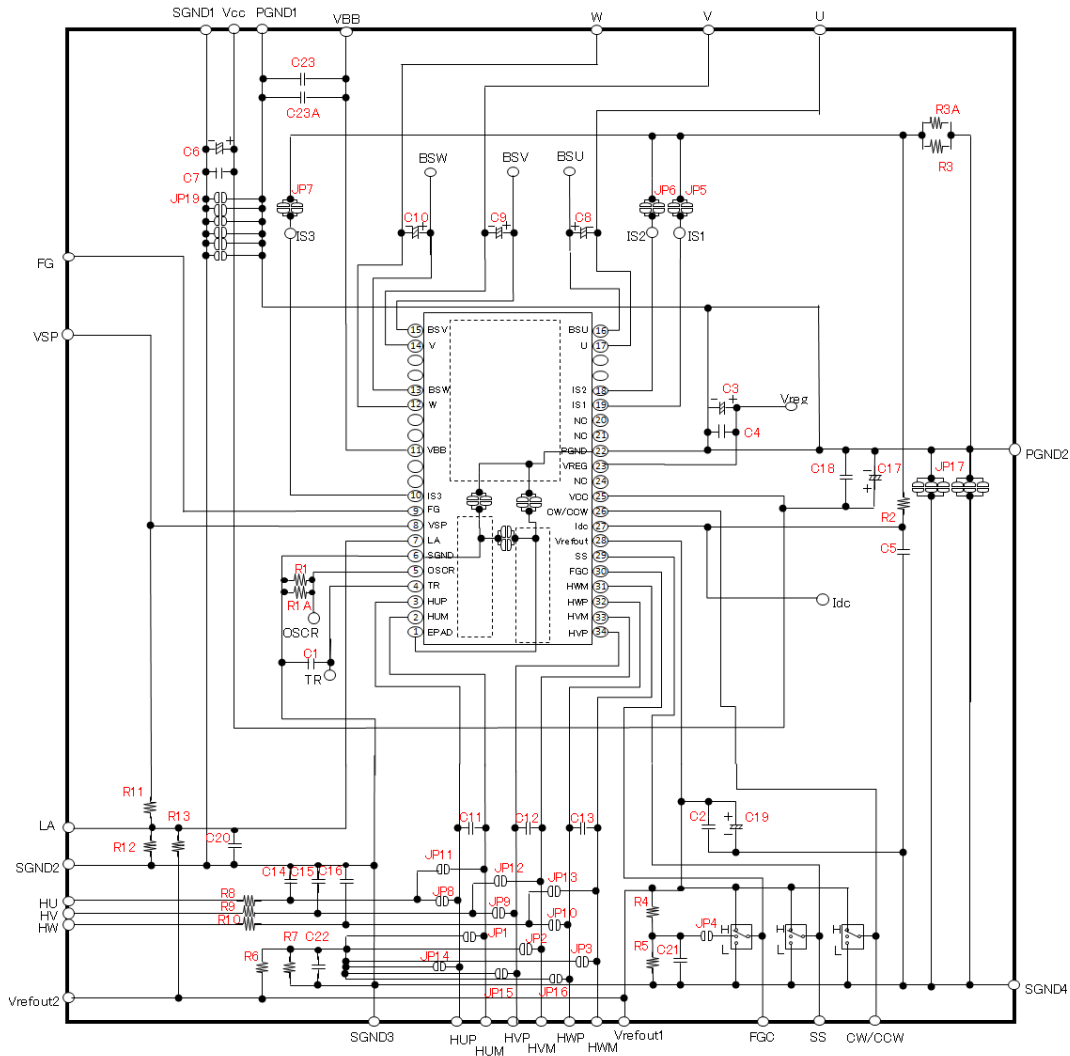 SGND1 Vcc PGND1 VBB W V U
C23
C23A
R3A
R3
C6
C7
JP19
JP7
IS3
BSW BSV BSU
C10 C9 C8
JP6 JP5
IS2 IS1
FG
VSP
15 BSV BSU 16
14 V U 17
13 BSW IS2 18
12 W IS1 19
NC 20
NC 21
11 VBB PGND 22
VREG 23
NC 24
10 IS3 VCC 25
9 FG CW/CCW 26
8 VSP Idc 27
7 LA Vrefout 28
6 SGND SS 29
5 OSCR FGC 30
4 TR HWM 31
3 HUP HWP 32
2 HUM HVM 33
1 EPAD HVP 34
C3
- +
Vreg
C4
PGND2
C18 C17 JP17
R2
C5
Idc
R1
R1A
OSCR
C1
TR
R11
R13
LA
R12
C20
SGND2
C11 C12 C13
C2 C19
C14 C15 C16
JP11
JP12
JP13
HU R8 JP8
HV R9 JP9
HW R10 JP10
JP1
JP2
JP3
R6 R7 C22
JP14
JP15 JP16
R4
R5
C21
JP4
H H H
L L L
Vrefout2
SGND4
SGND3 HUP HUM HVP HVM HWP HWM Vrefout1 FGC SS CW/CCW